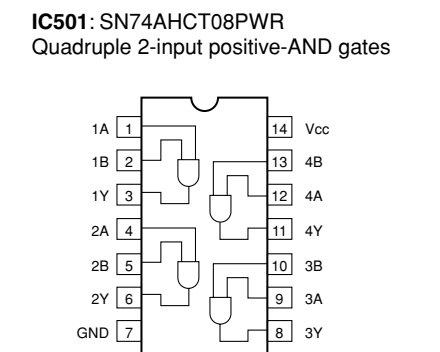 IC501: SN74AHCT08PWR
Quadruple 2-input positive-AND gates
1A 1 14 Vcc
1B 2 13 4B
1Y 3 12 4A
2A 4 11 4Y
2B 5 10 3B
2Y 6 9 3A
GND 7 8 3Y